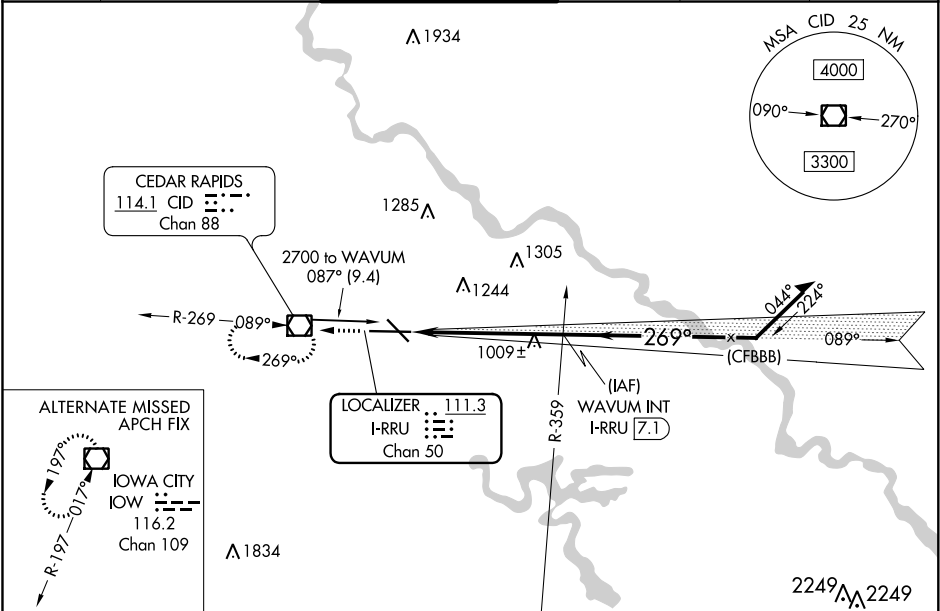 1934
MSA CID 25 NM
4000
090°
270°
3300
CEDAR RAPIDS
114.1 CID
Chan 88
1285
2700 to WAVUM
087° (9.4)
1305
1244
R-269
089°
269°
044°
224°
269°
x
089°
(CFBBB)
1009±
(IAF)
WAVUM INT
I-RRU 7.1
R-359
LOCALIZER 111.3
I-RRU
Chan 50
ALTERNATE MISSED
APCH FIX
197°
IOWA CITY
IOW
116.2
Chan 109
R-197
017°
1834
2249
2249